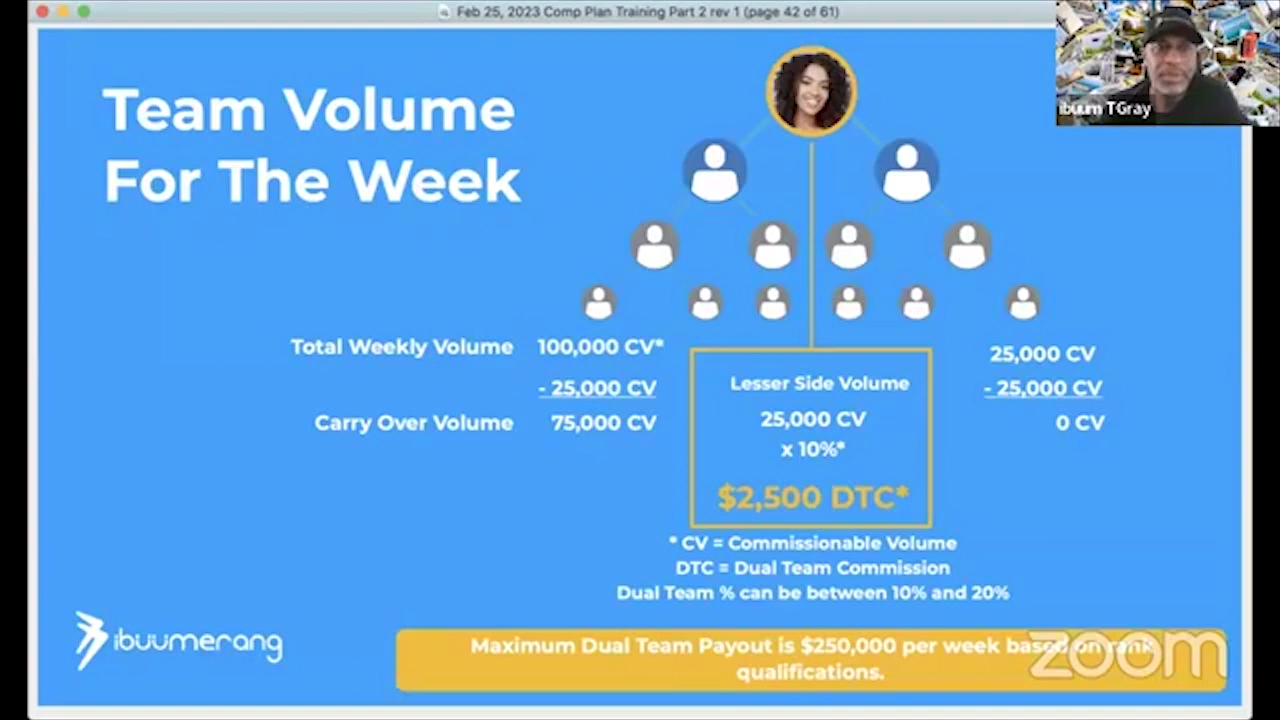 Feb 25, 2023 Comp Plan Training Part 2 rev 1 (page 42 of 61)
ibuum TGray
Team Volume
For The Week
Total Weekly Volume 100,000 CV*
- 25,000 CV
Carry Over Volume 75,000 CV
Lesser Side Volume
25,000 CV
x 10%*
$2,500 DTC*
25,000 CV
- 25,000 CV
0 CV
* CV = Commissionable Volume
DTC = Dual Team Commission
Dual Team % can be between 10% and 20%
ibuumerang
Maximum Dual Team Payout is $250,000 per week based on rank
qualifications.
zoom